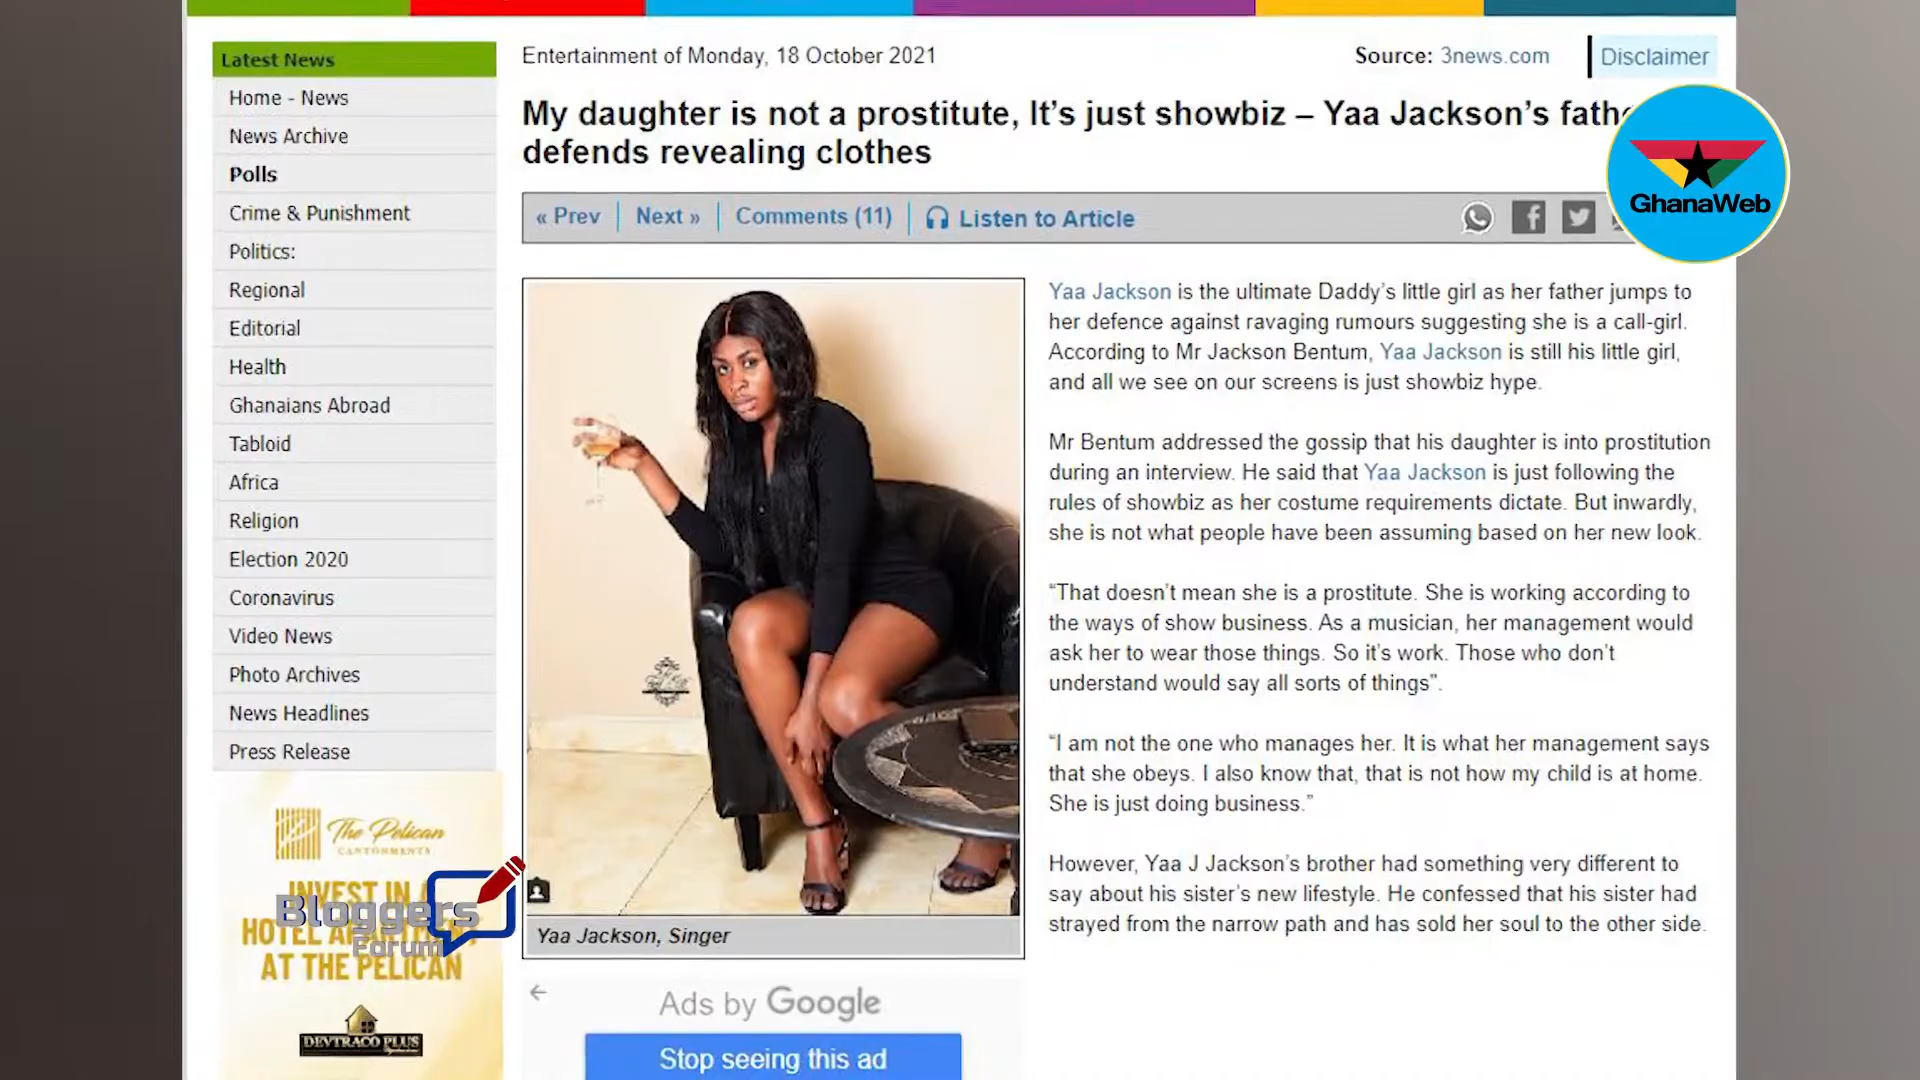 Latest News
Home - News
News Archive
Polls
Crime & Punishment
Politics:
Regional
Editorial
Health
Ghanaians Abroad
Tabloid
Africa
Religion
Election 2020
Coronavirus
Video News
Photo Archives
News Headlines
Press Release
The Pelican
CANTONMENTS
INVEST IN A
HOTEL
AT THE PELICAN
DEVTRACO PLUS
Bloggers
Forum
Entertainment of Monday, 18 October 2021
Source: 3news.com
Disclaimer
My daughter is not a prostitute, It’s just showbiz – Yaa Jackson’s
defends revealing clothes
GhanaWeb
« Prev
Next »
Comments (11)
Listen to Article
Yaa Jackson, Singer
Yaa Jackson is the ultimate Daddy’s little girl as her father jumps to
her defence against ravaging rumours suggesting she is a call-girl.
According to Mr Jackson Bentum, Yaa Jackson is still his little girl,
and all we see on our screens is just showbiz hype.
Mr Bentum addressed the gossip that his daughter is into prostitution
during an interview. He said that Yaa Jackson is just following the
rules of showbiz as her costume requirements dictate. But inwardly,
she is not what people have been assuming based on her new look.
“That doesn’t mean she is a prostitute. She is working according to
the ways of show business. As a musician, her management would
ask her to wear those things. So it’s work. Those who don’t
understand would say all sorts of things”.
“I am not the one who manages her. It is what her management says
that she obeys. I also know that, that is not how my child is at home.
She is just doing business.”
However, Yaa J Jackson’s brother had something very different to
say about his sister’s new lifestyle. He confessed that his sister had
strayed from the narrow path and has sold her soul to the other side.
Ads by Google
Stop seeing this ad